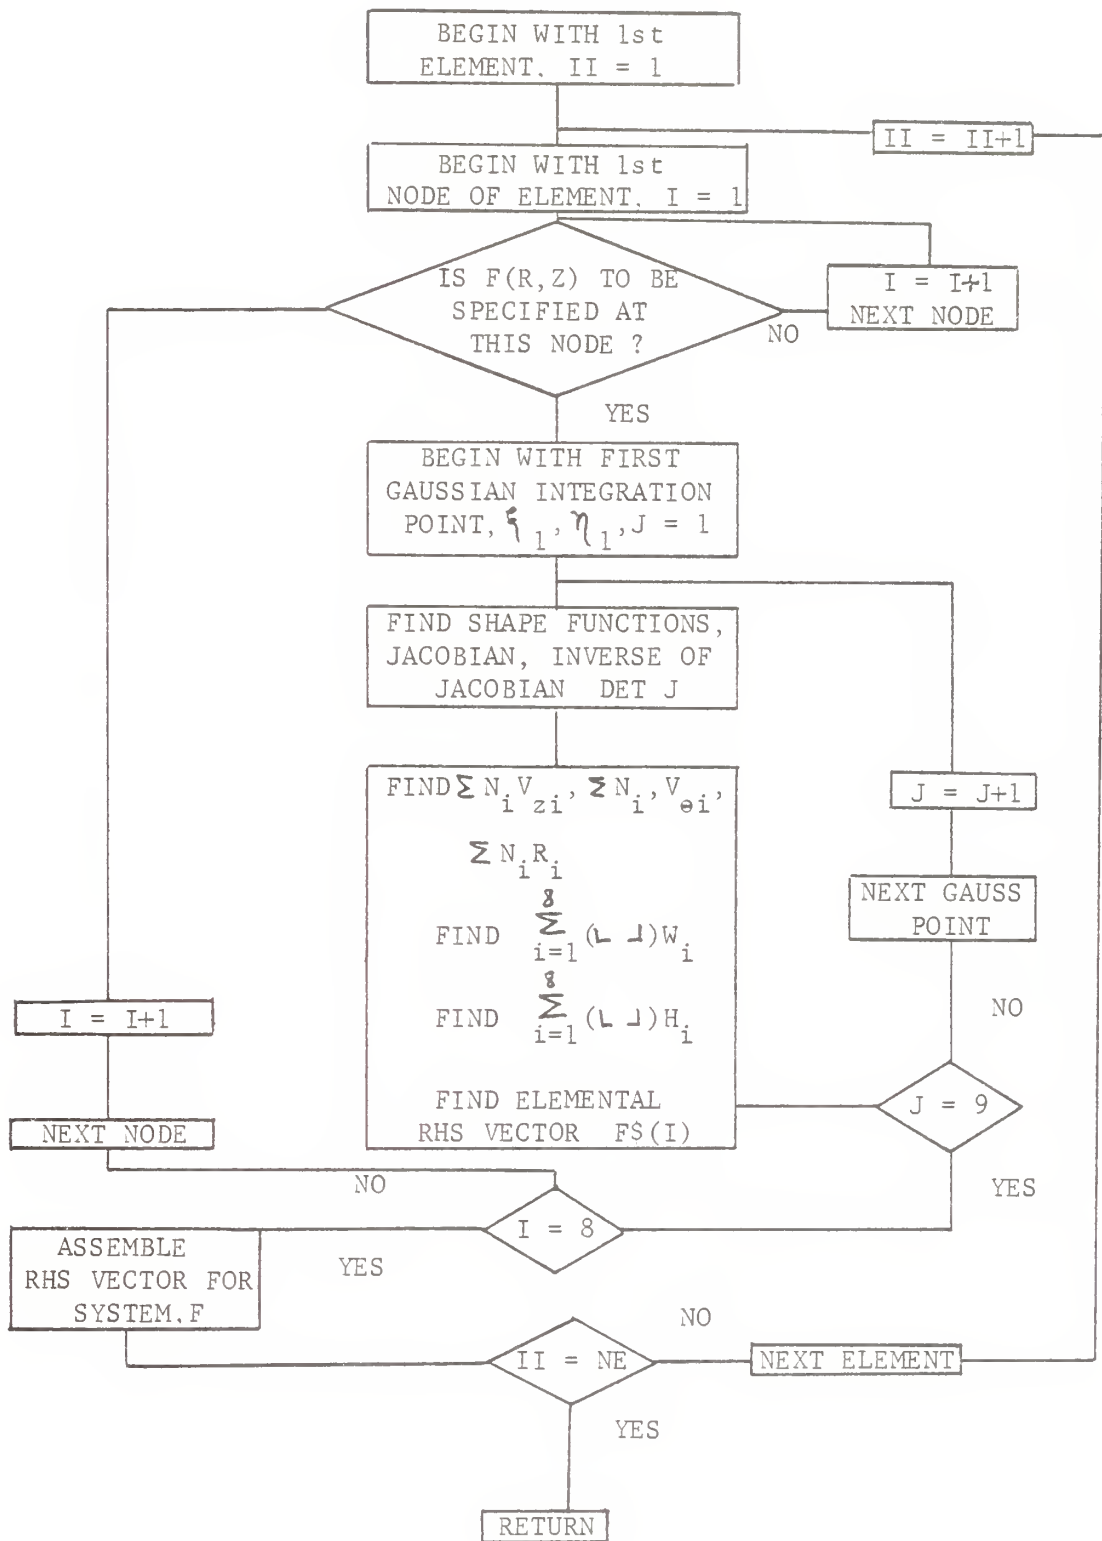 BEGIN WITH 1st
ELEMENT, II = 1
II = II+1
BEGIN WITH 1st
NODE OF ELEMENT, I = 1
IS F(R,Z) TO BE
SPECIFIED AT
THIS NODE ?
I = I+1
NEXT NODE
NO
YES
BEGIN WITH FIRST
GAUSSIAN INTEGRATION
POINT, ξ1, η1, J = 1
FIND SHAPE FUNCTIONS,
JACOBIAN, INVERSE OF
JACOBIAN DET J
FIND Σ NiVzi, Σ Ni, Vθi,
Σ NiRi
FIND 8 Σ i=1 (⌊ ⌋)Wi
FIND 8 Σ i=1 (⌊ ⌋)Hi
FIND ELEMENTAL
RHS VECTOR F$(I)
J = J+1
NEXT GAUSS
POINT
NO
J = 9
YES
I = I+1
NEXT NODE
NO
I = 8
YES
ASSEMBLE
RHS VECTOR FOR
SYSTEM, F
NO
II = NE
NEXT ELEMENT
YES
RETURN